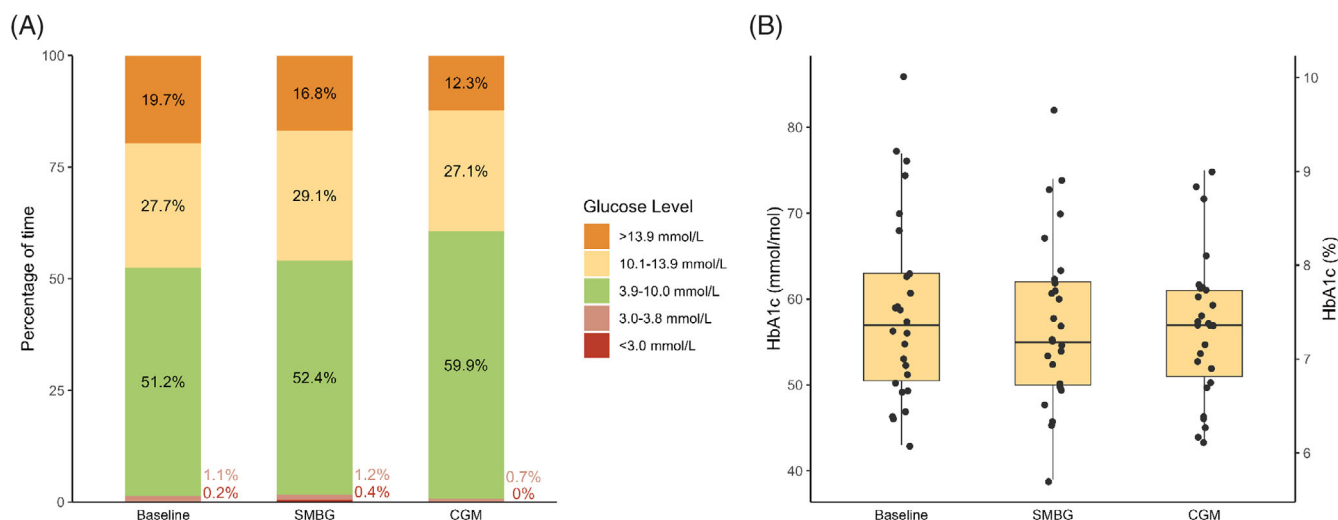 (A)
Percentage of time
100
75
50
25
0
19.7%
27.7%
51.2%
1.1%
0.2%
Baseline
16.8%
29.1%
52.4%
1.2%
0.4%
SMBG
12.3%
27.1%
59.9%
0.7%
0%
CGM
Glucose Level
>13.9 mmol/L
10.1-13.9 mmol/L
3.9-10.0 mmol/L
3.0-3.8 mmol/L
<3.0 mmol/L
(B)
HbA1c (mmol/mol)
80
70
60
50
40
Baseline
SMBG
CGM
10
9
8
7
6
HbA1c (%)